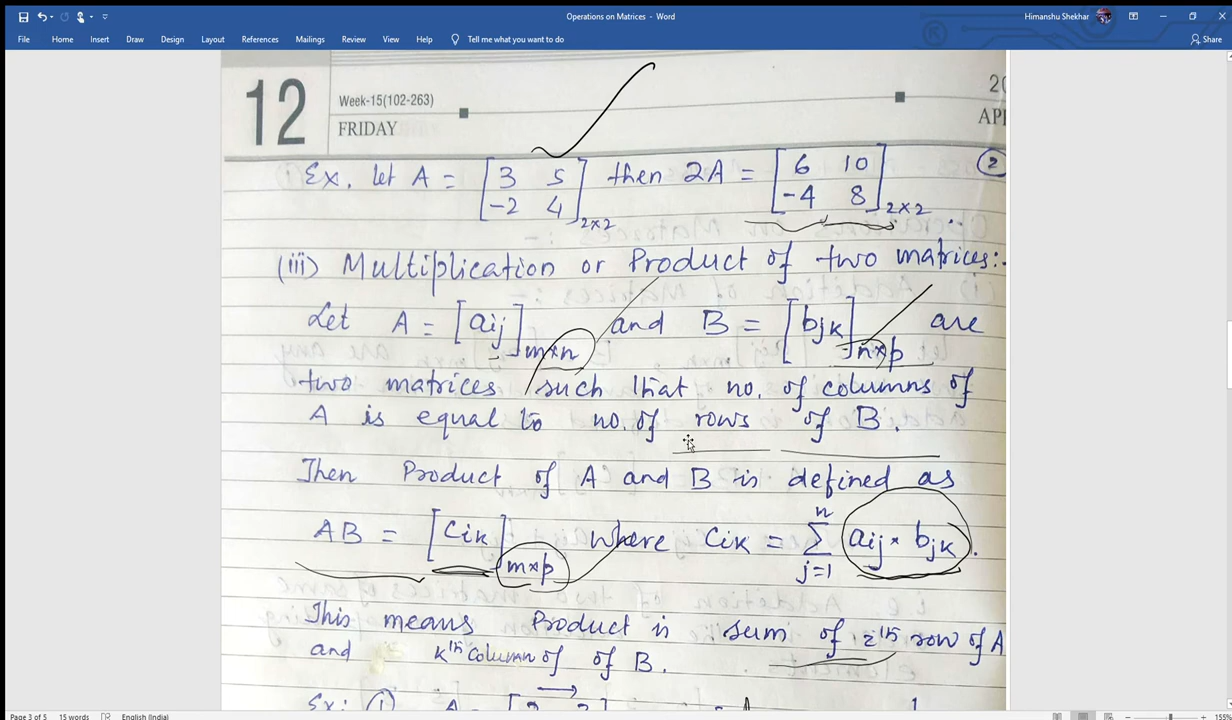 Operations on Matrices - Word
Himanshu Shekhar
File Home Insert Draw Design Layout References Mailings Review View Help Tell me what you want to do
Share
12
Week-15(102-263)
FRIDAY
Ex. Let A = [3 5 then 2A = [6 10
-2 4]2×2 -4 8]2×2
2
(iii) Multiplication or Product of two matrices:-
Let A = [aij]m×n and B = [bjk]n×p are
two matrices such that no. of columns of
A is equal to no. of rows of B.
Then Product of A and B is defined as
AB = [Cik]m×p where Cik = n∑j=1 aij × bjk.
This means Product is sum of ith row of A
and kth column of of B.
Ex: (1) A =
Page 3 of 5 15 words English (India)